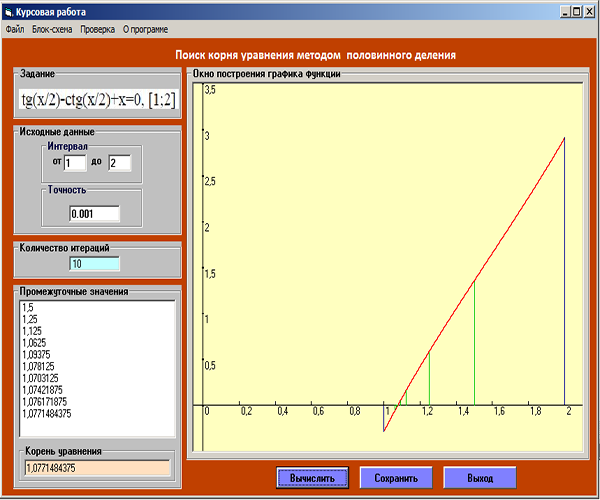 Курсовая работа
Файл Блок-схема Проверка О программе
Поиск корня уравнения методом половинного деления
Задание
tg(x/2)-ctg(x/2)+x=0, [1;2]
Исходные данные
Интервал
от 1 до 2
Точность
0.001
Количество итераций
10
Промежуточные значения
1,5
1,25
1,125
1,0625
1,09375
1,078125
1,0703125
1,07421875
1,076171875
1,0771484375
Корень уравнения
1,0771484375
Окно построения графика функции
3,5
3
2,5
2
1,5
1
0,5
0 0,2 0,4 0,6 0,8 1 1,2 1,4 1,6 1,8 2
Вычислить Сохранить Выход